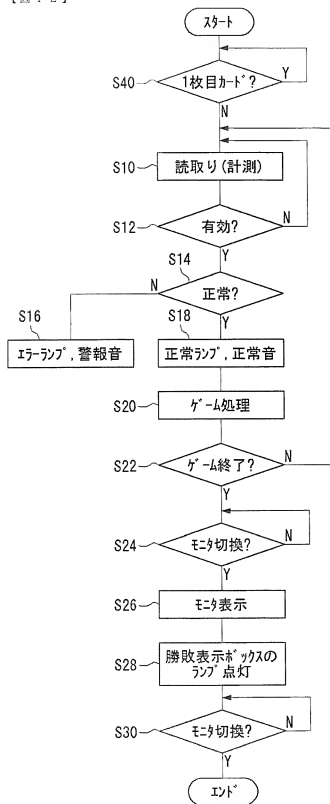 スタート
S40
1枚目カード?
Y
N
S10
読取り(計測)
S12
有効?
N
Y
S14
N
正常?
Y
S16
エラーランプ,警報音
S18
正常ランプ,正常音
S20
ゲーム処理
S22
ゲーム終了?
N
Y
S24
モニタ切換?
N
Y
S26
モニタ表示
S28
勝敗表示ボックスの
ランプ点灯
S30
モニタ切換?
N
Y
エンド